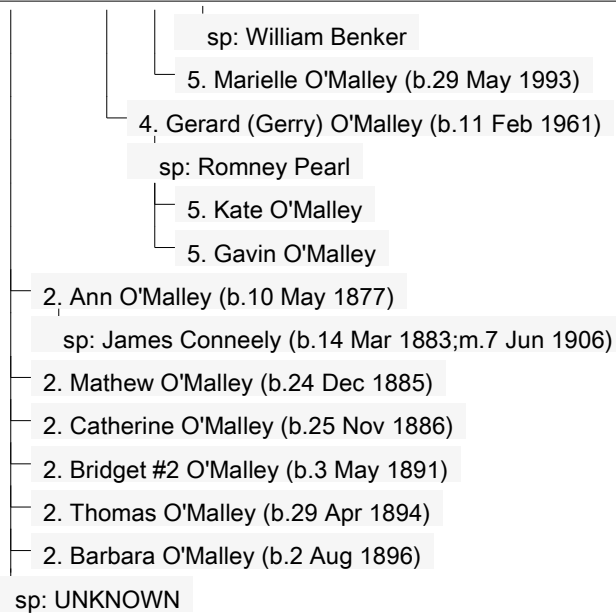 sp: William Benker
5. Marielle O'Malley (b.29 May 1993)
4. Gerard (Gerry) O'Malley (b.11 Feb 1961)
sp: Romney Pearl
5. Kate O'Malley
5. Gavin O'Malley
2. Ann O'Malley (b.10 May 1877)
sp: James Conneely (b.14 Mar 1883;m.7 Jun 1906)
2. Mathew O'Malley (b.24 Dec 1885)
2. Catherine O'Malley (b.25 Nov 1886)
2. Bridget #2 O'Malley (b.3 May 1891)
2. Thomas O'Malley (b.29 Apr 1894)
2. Barbara O'Malley (b.2 Aug 1896)
sp: UNKNOWN